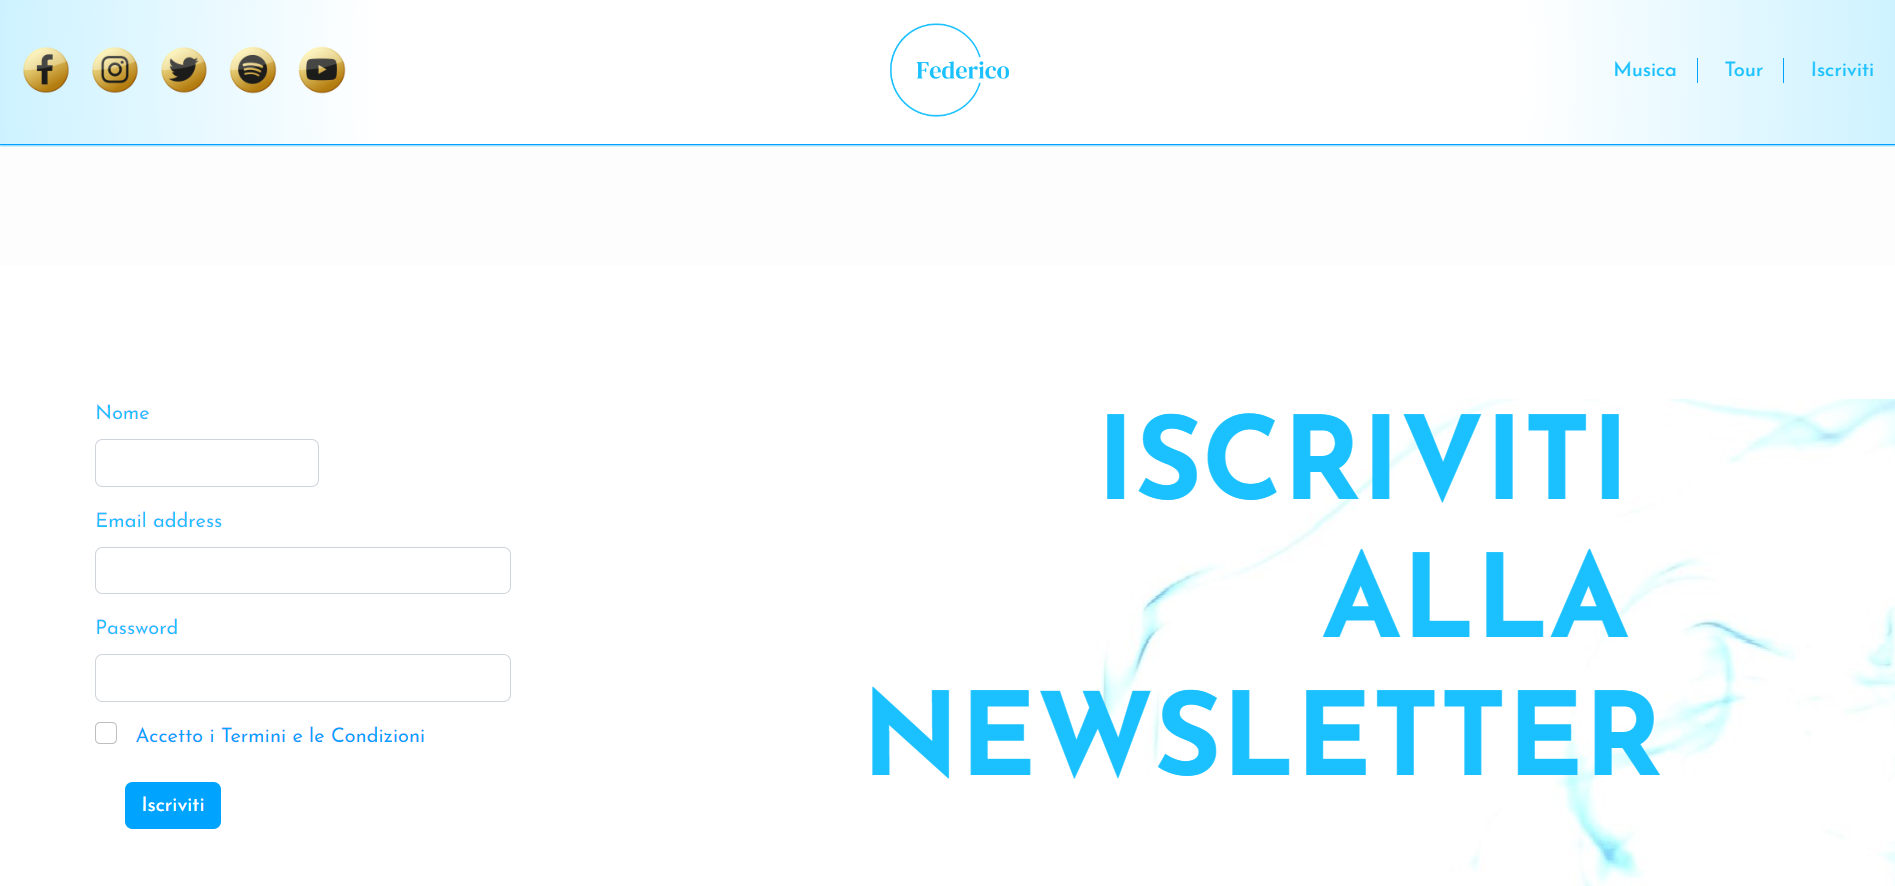 Federico
Musica
Tour
Iscriviti
Nome
Email address
Password
Accetto i Termini e le Condizioni
Iscriviti
ISCRIVITI
ALLA
NEWSLETTER